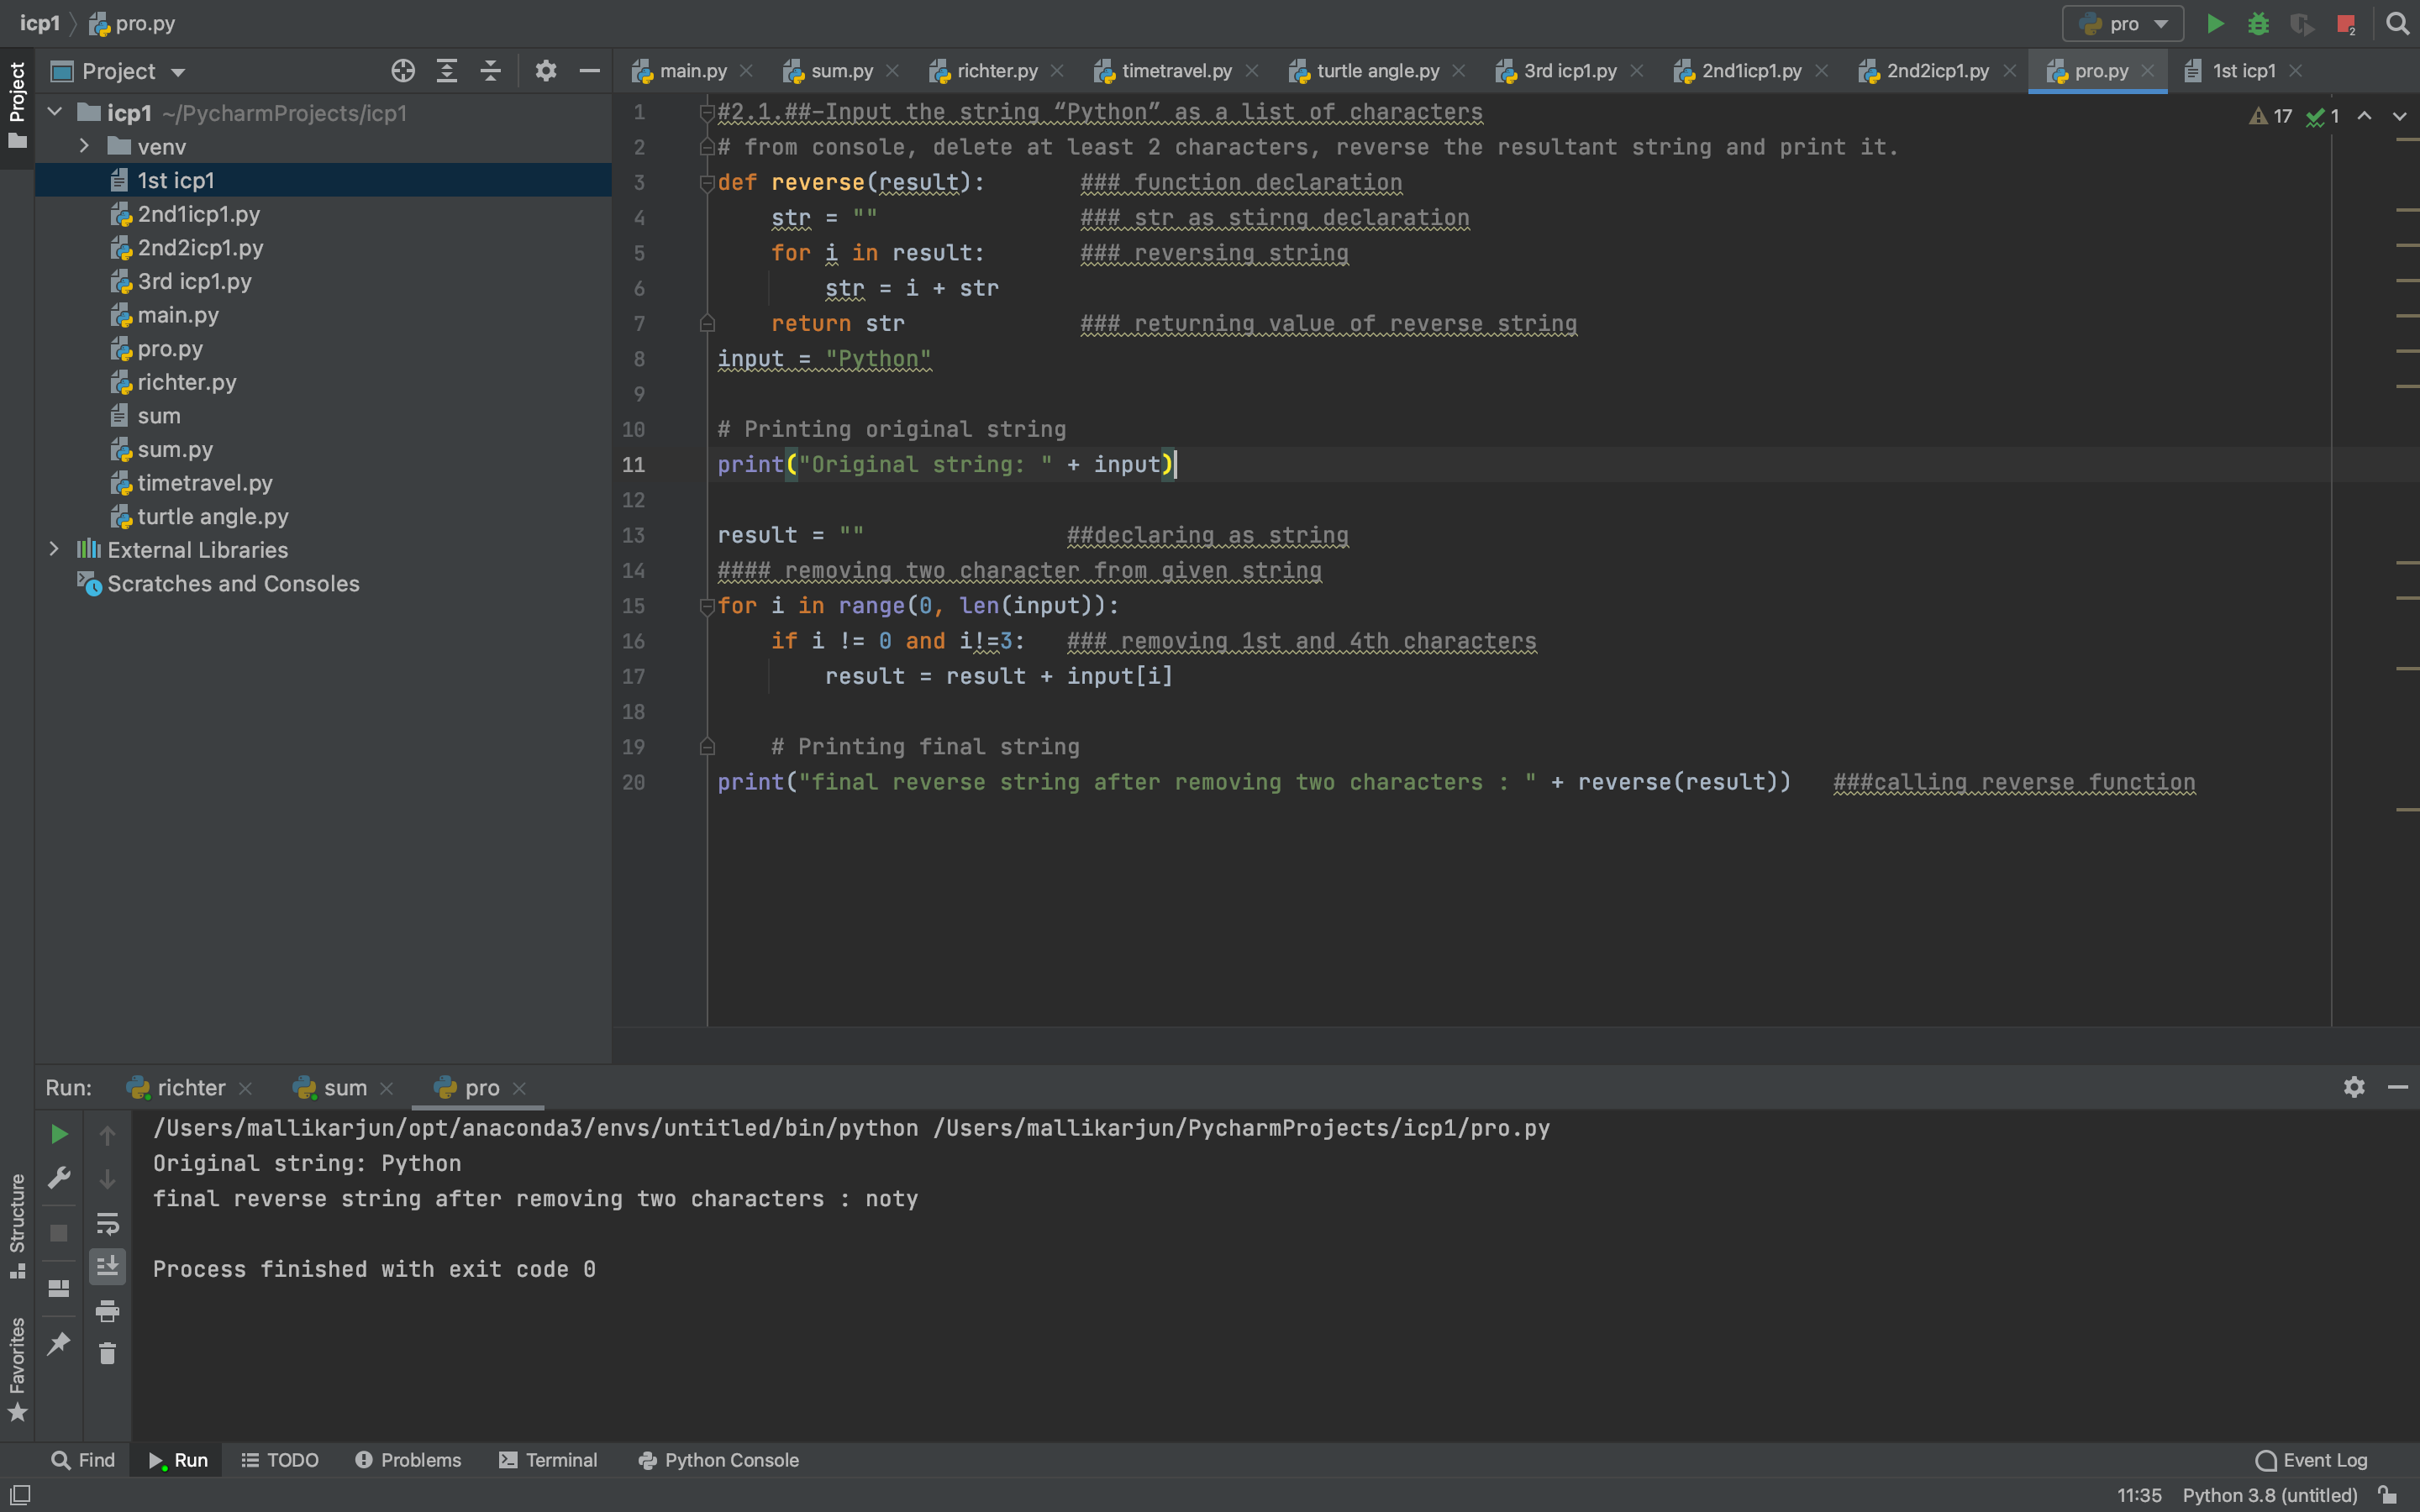 icp1 pro.py
pro
2
Project
Project
main.py sum.py richter.py timetravel.py turtle angle.py 3rd icp1.py 2nd1icp1.py 2nd2icp1.py pro.py 1st icp1
icp1 ~/PycharmProjects/icp1
venv
1st icp1
2nd1icp1.py
2nd2icp1.py
3rd icp1.py
main.py
pro.py
richter.py
sum
sum.py
timetravel.py
turtle angle.py
External Libraries
Scratches and Consoles
17 1
1 #2.1.##-Input the string “Python” as a list of characters
2 # from console, delete at least 2 characters, reverse the resultant string and print it.
3 def reverse(result): ### function declaration
4 str = "" ### str as stirng declaration
5 for i in result: ### reversing string
6 str = i + str
7 return str ### returning value of reverse string
8 input = "Python"
9
10 # Printing original string
11 print("Original string: " + input)
12
13 result = "" ##declaring as string
14 #### removing two character from given string
15 for i in range(0, len(input)):
16 if i != 0 and i!=3: ### removing 1st and 4th characters
17 result = result + input[i]
18
19 # Printing final string
20 print("final reverse string after removing two characters : " + reverse(result)) ###calling reverse function
Run: richter sum pro
/Users/mallikarjun/opt/anaconda3/envs/untitled/bin/python /Users/mallikarjun/PycharmProjects/icp1/pro.py
Original string: Python
final reverse string after removing two characters : noty
Process finished with exit code 0
Structure
Favorites
Find Run TODO Problems Terminal Python Console Event Log
11:35 Python 3.8 (untitled)